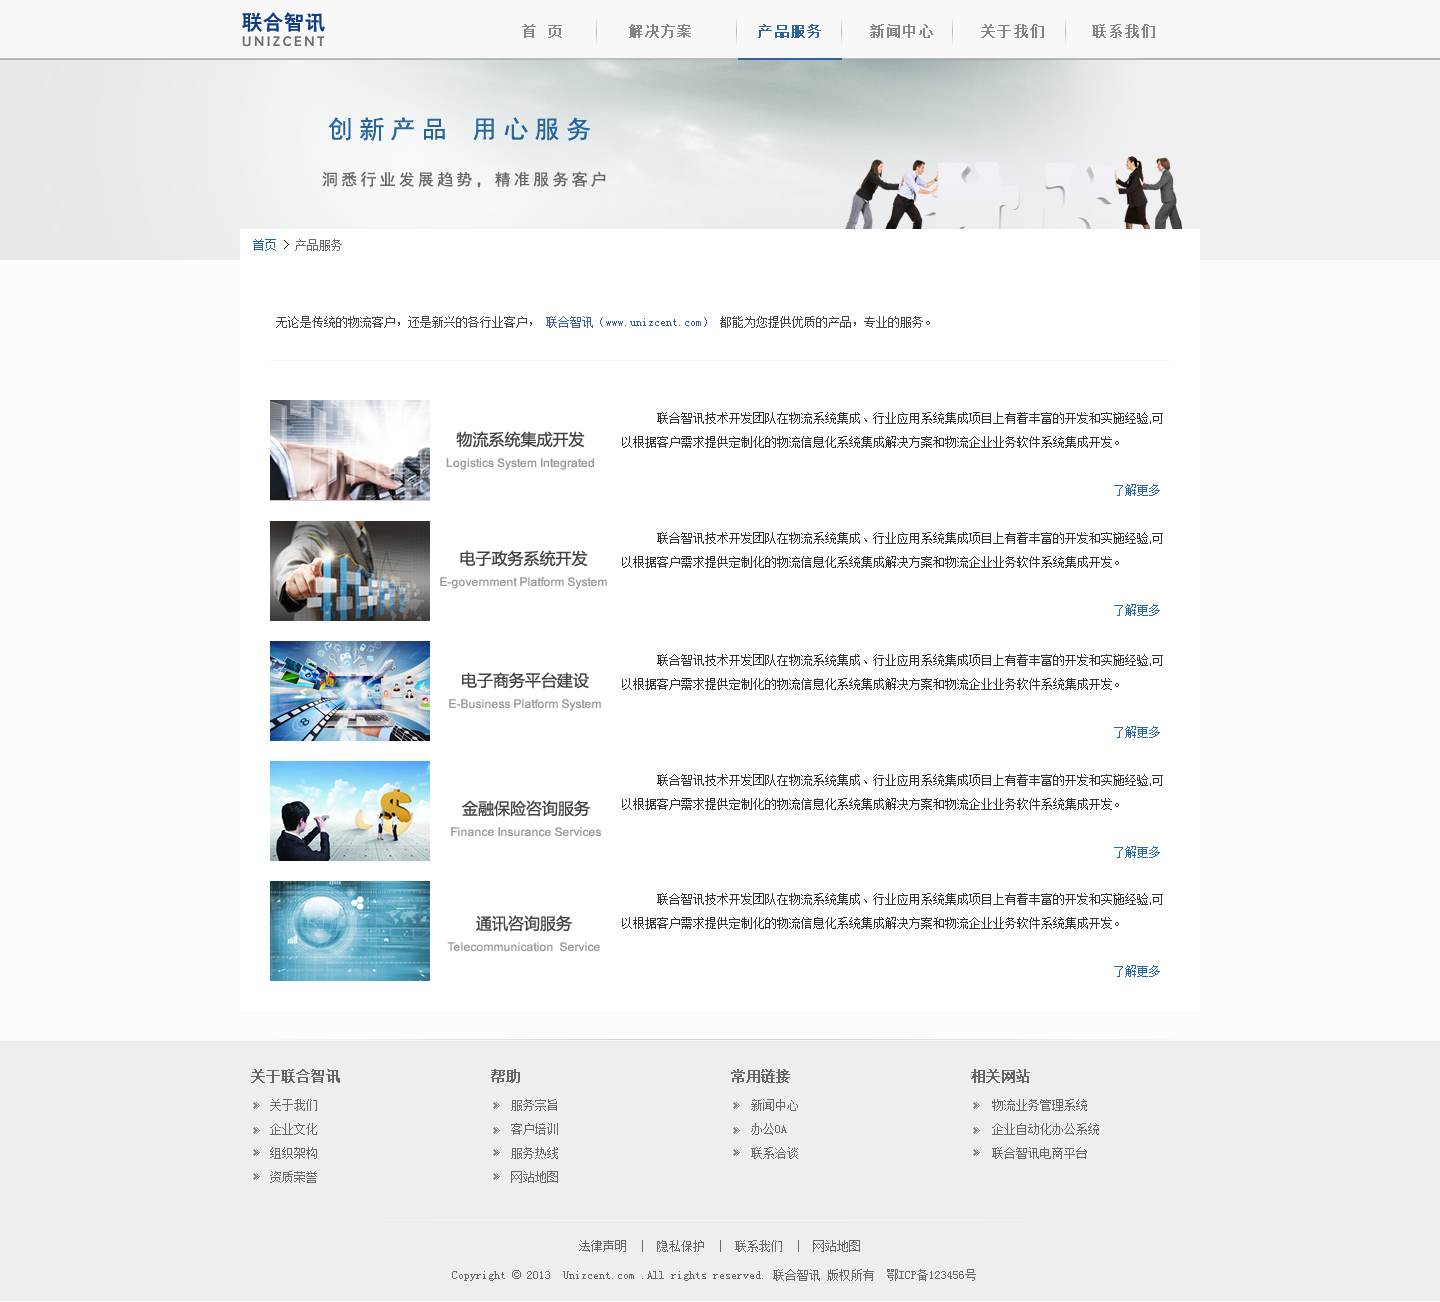 联合智讯
UNIZCENT
首 页
解决方案
产品服务
新闻中心
关于我们
联系我们
创新产品 用心服务
洞悉行业发展趋势，精准服务客户
首页 > 产品服务
无论是传统的物流客户，还是新兴的各行业客户， 联合智讯（www.unizcent.com） 都能为您提供优质的产品，专业的服务。
物流系统集成开发
Logistics System Integrated
联合智讯技术开发团队在物流系统集成、行业应用系统集成项目上有着丰富的开发和实施经验,可
以根据客户需求提供定制化的物流信息化系统集成解决方案和物流企业业务软件系统集成开发。
了解更多
电子政务系统开发
E-government Platform System
联合智讯技术开发团队在物流系统集成、行业应用系统集成项目上有着丰富的开发和实施经验,可
以根据客户需求提供定制化的物流信息化系统集成解决方案和物流企业业务软件系统集成开发。
了解更多
电子商务平台建设
E-Business Platform System
联合智讯技术开发团队在物流系统集成、行业应用系统集成项目上有着丰富的开发和实施经验,可
以根据客户需求提供定制化的物流信息化系统集成解决方案和物流企业业务软件系统集成开发。
了解更多
金融保险咨询服务
Finance Insurance Services
联合智讯技术开发团队在物流系统集成、行业应用系统集成项目上有着丰富的开发和实施经验,可
以根据客户需求提供定制化的物流信息化系统集成解决方案和物流企业业务软件系统集成开发。
了解更多
通讯咨询服务
Telecommunication Service
联合智讯技术开发团队在物流系统集成、行业应用系统集成项目上有着丰富的开发和实施经验,可
以根据客户需求提供定制化的物流信息化系统集成解决方案和物流企业业务软件系统集成开发。
了解更多
关于联合智讯
关于我们
企业文化
组织架构
资质荣誉
帮助
服务宗旨
客户培训
服务热线
网站地图
常用链接
新闻中心
办公OA
联系洽谈
相关网站
物流业务管理系统
企业自动化办公系统
联合智讯电商平台
法律声明 | 隐私保护 | 联系我们 | 网站地图
Copyright © 2013 Unizcent.com .All rights reserved. 联合智讯 版权所有 鄂ICP备123456号